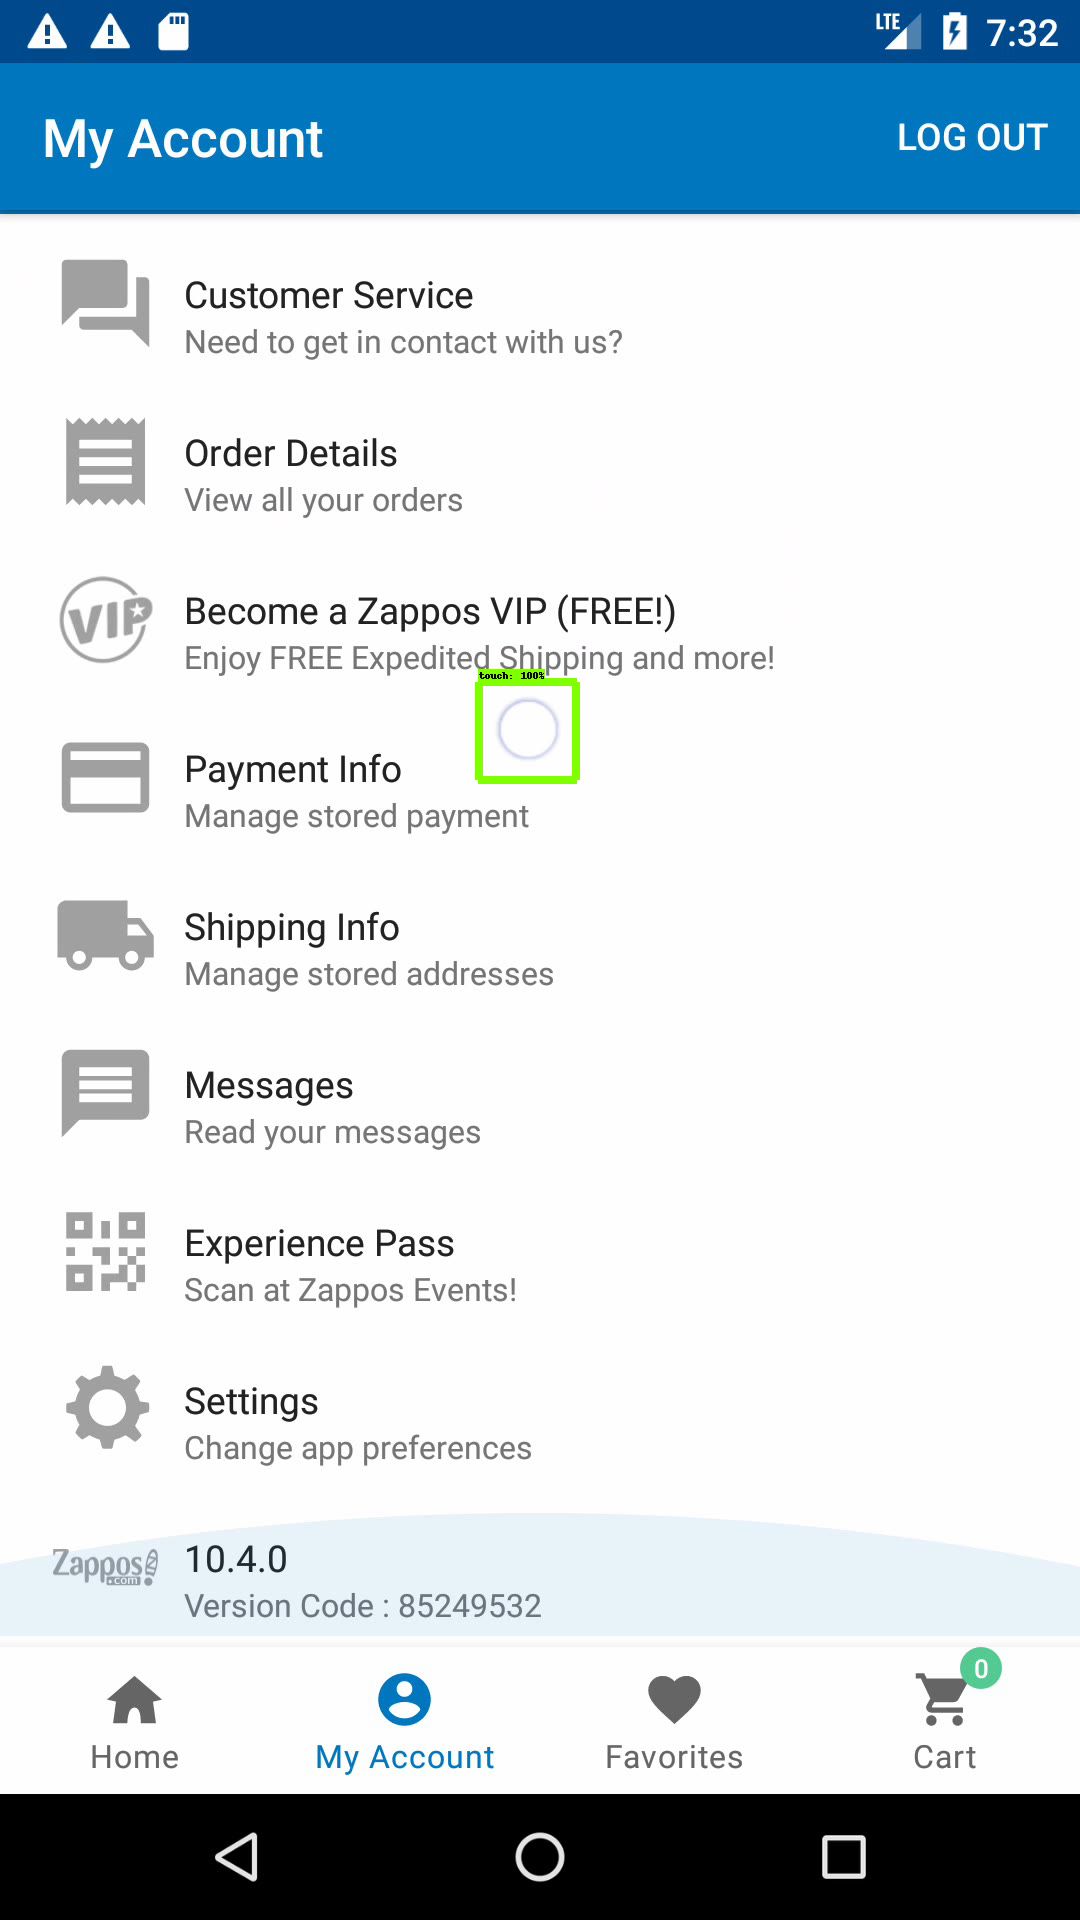 LTE 7:32
My Account LOG OUT
Customer Service
Need to get in contact with us?
Order Details
View all your orders
VIP
Become a Zappos VIP (FREE!)
Enjoy FREE Expedited Shipping and more!
touch: 100%
Payment Info
Manage stored payment
Shipping Info
Manage stored addresses
Messages
Read your messages
Experience Pass
Scan at Zappos Events!
Settings
Change app preferences
Zappos
.com
10.4.0
Version Code : 85249532
0
Home My Account Favorites Cart